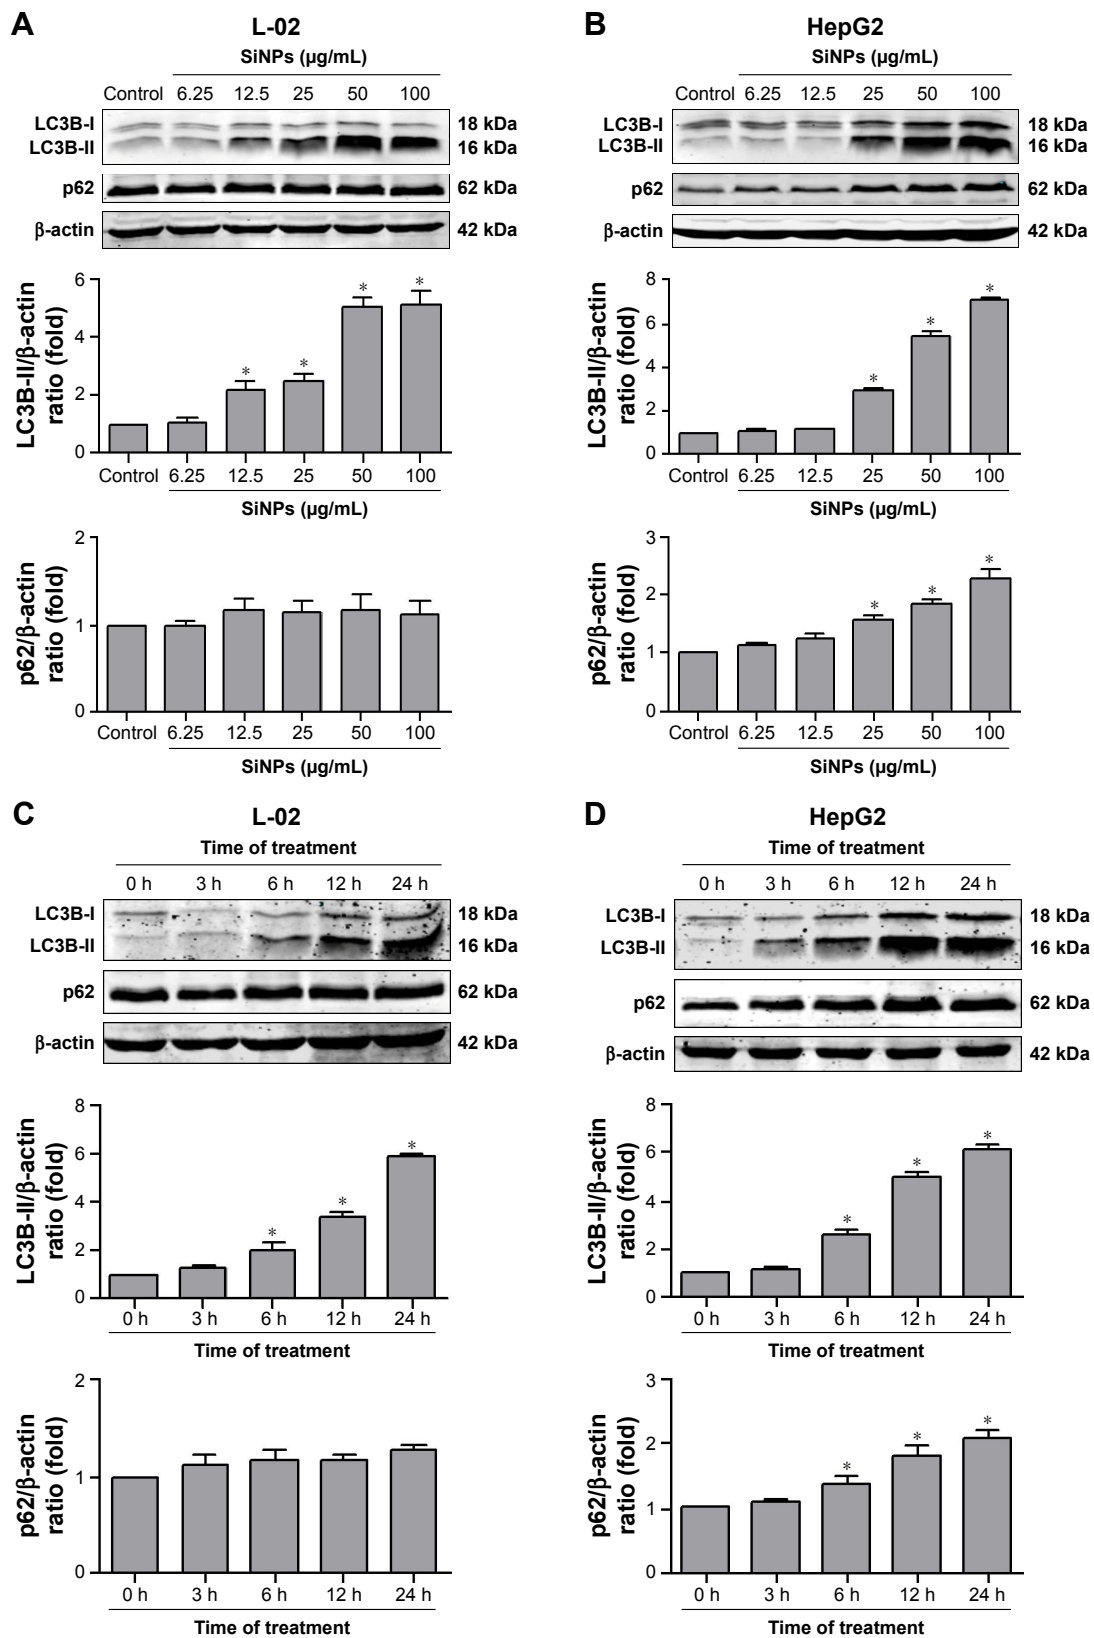 A
L-02
SiNPs (µg/mL)
Control 6.25 12.5 25 50 100
LC3B-I 18 kDa
LC3B-II 16 kDa
p62 62 kDa
β-actin 42 kDa
LC3B-II/β-actin
ratio (fold)
6
4
2
0
* * * *
Control 6.25 12.5 25 50 100
SiNPs (µg/mL)
p62/β-actin
ratio (fold)
2
1
0
Control 6.25 12.5 25 50 100
SiNPs (µg/mL)
B
HepG2
SiNPs (µg/mL)
Control 6.25 12.5 25 50 100
LC3B-I 18 kDa
LC3B-II 16 kDa
p62 62 kDa
β-actin 42 kDa
LC3B-II/β-actin
ratio (fold)
8
6
4
2
0
* * *
Control 6.25 12.5 25 50 100
SiNPs (µg/mL)
p62/β-actin
ratio (fold)
3
2
1
0
* * *
Control 6.25 12.5 25 50 100
SiNPs (µg/mL)
C
L-02
Time of treatment
0 h 3 h 6 h 12 h 24 h
LC3B-I 18 kDa
LC3B-II 16 kDa
p62 62 kDa
β-actin 42 kDa
LC3B-II/β-actin
ratio (fold)
8
6
4
2
0
* * *
0 h 3 h 6 h 12 h 24 h
Time of treatment
p62/β-actin
ratio (fold)
2
1
0
0 h 3 h 6 h 12 h 24 h
Time of treatment
D
HepG2
Time of treatment
0 h 3 h 6 h 12 h 24 h
LC3B-I 18 kDa
LC3B-II 16 kDa
p62 62 kDa
β-actin 42 kDa
LC3B-II/β-actin
ratio (fold)
8
6
4
2
0
* * *
0 h 3 h 6 h 12 h 24 h
Time of treatment
p62/β-actin
ratio (fold)
3
2
1
0
* * *
0 h 3 h 6 h 12 h 24 h
Time of treatment